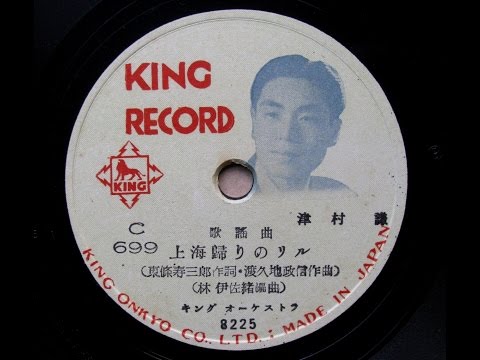 KING
RECORD
KING
歌謡曲 津村謙
C
699 上海歸りのリル
(東條寿三郎作詞・渡久地政信作曲)
(林伊佐緒編曲)
キング オーケストラ
8225
KING ONKYO CO. LTD.; MADE IN JAPAN